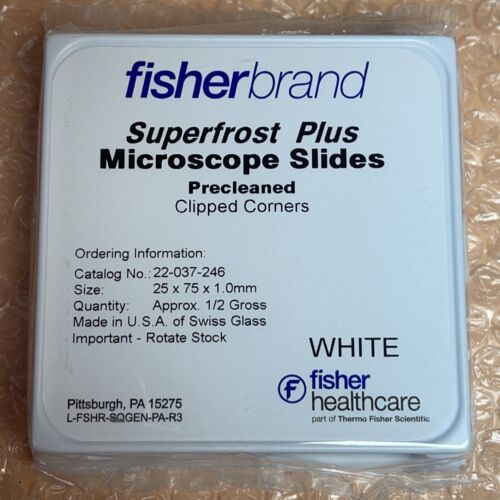 fisherbrand
Superfrost Plus
Microscope Slides
Precleaned
Clipped Corners
Ordering Information:
Catalog No.: 22-037-246
Size: 25 x 75 x 1.0mm
Quantity: Approx. 1/2 Gross
Made in U.S.A. of Swiss Glass
Important - Rotate Stock
WHITE
f fisher
healthcare
part of Thermo Fisher Scientific
Pittsburgh, PA 15275
L-FSHR-SQGEN-PA-R3